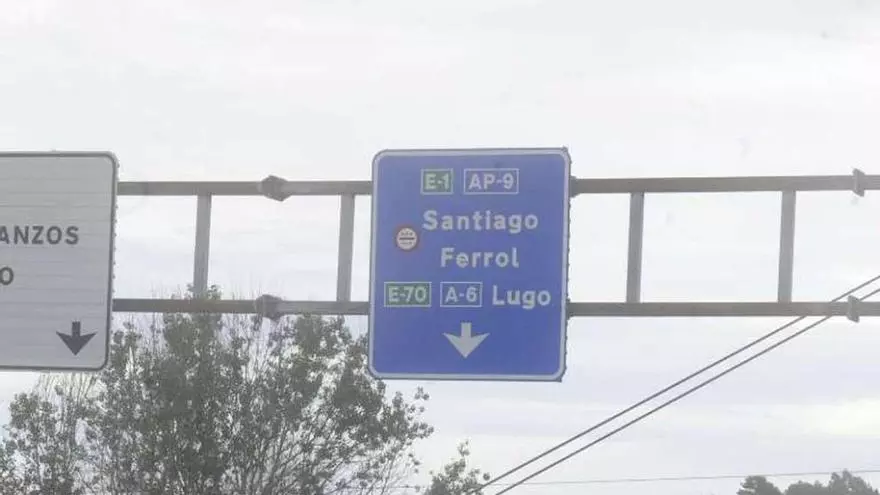 E-1 AP-9
Santiago
Ferrol
E-70 A-6 Lugo
ANZOS
O